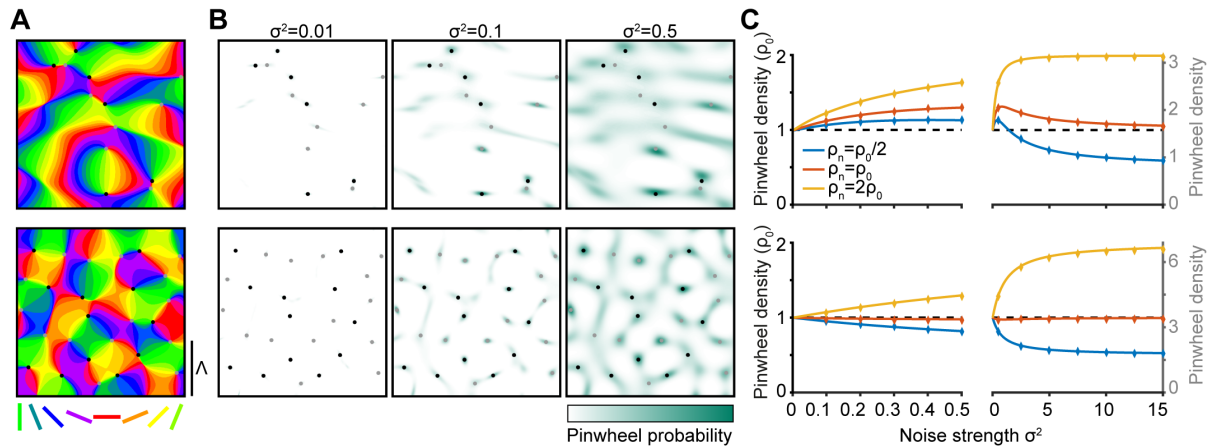 A
B
C
σ²=0.01
σ²=0.1
σ²=0.5
Λ
Pinwheel probability
Pinwheel density (ρ₀)
2
1
0
ρₙ=ρ₀/2
ρₙ=ρ₀
ρₙ=2ρ₀
3
2
1
0
Pinwheel density
Pinwheel density (ρ₀)
2
1
0
0 0.1 0.2 0.3 0.4 0.5
0 5 10 15
6
3
0
Pinwheel density
Noise strength σ²